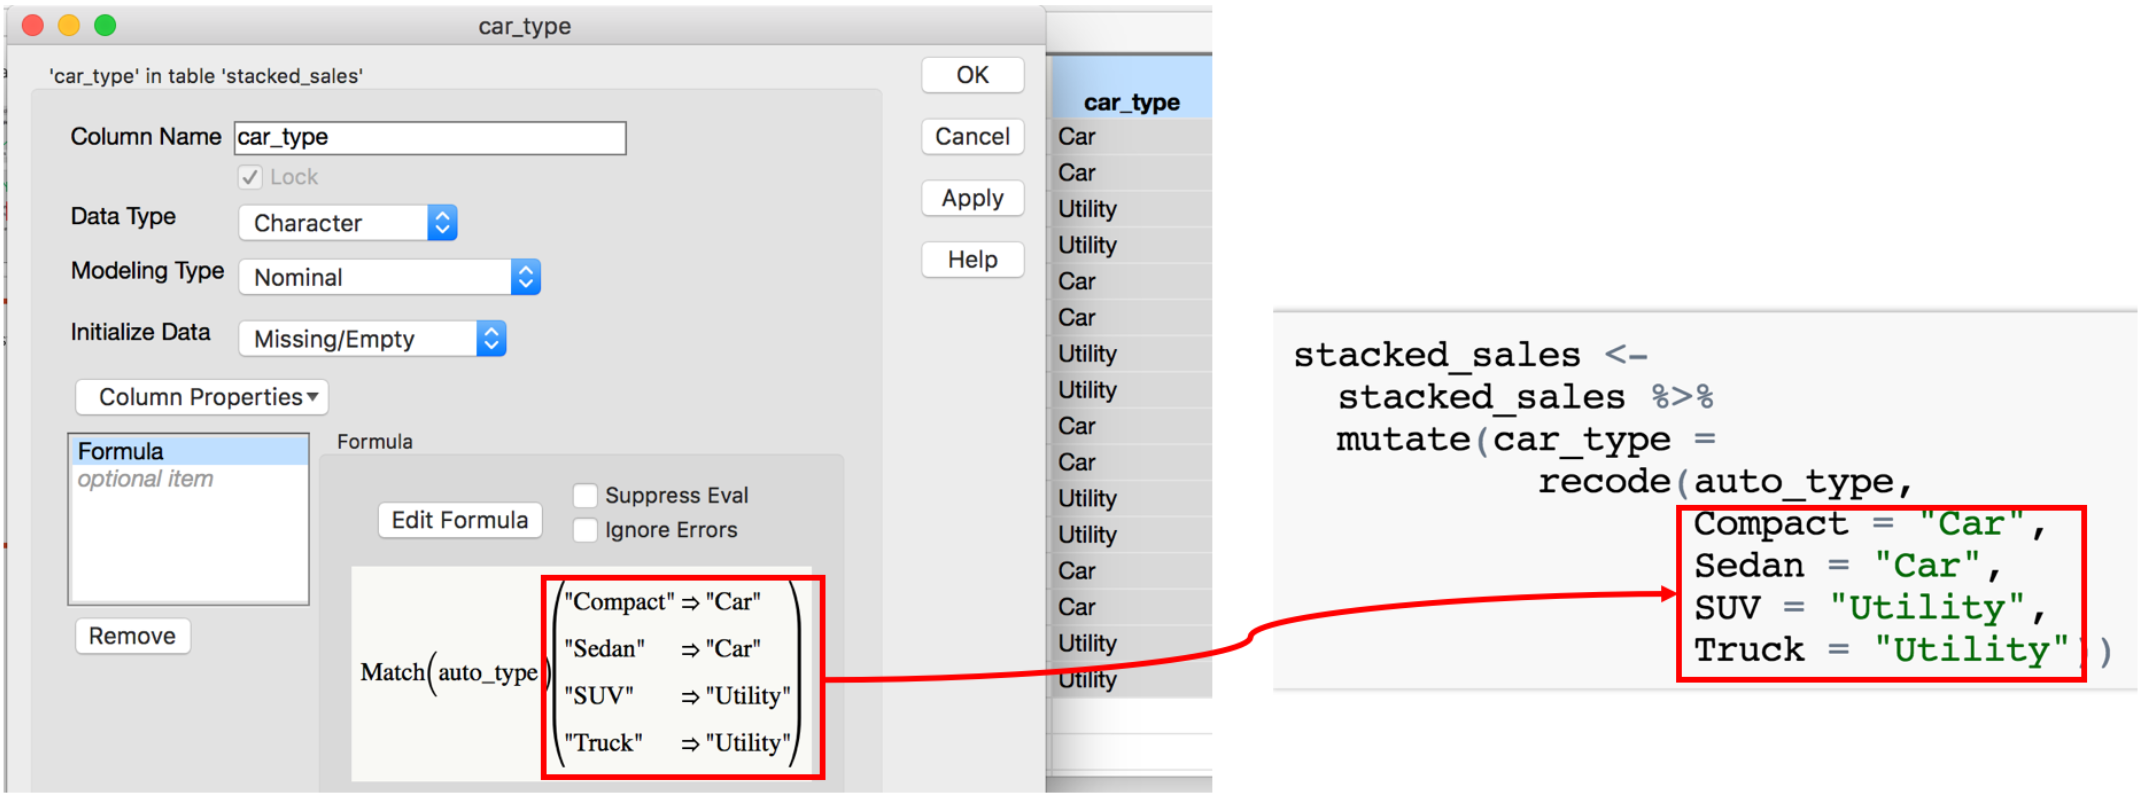 car_type
'car_type' in table 'stacked_sales'
OK
Column Name car_type
Cancel
Lock
Apply
Data Type Character
Help
Modeling Type Nominal
Initialize Data Missing/Empty
Column Properties
Formula
optional item
Remove
Formula
Edit Formula
Suppress Eval
Ignore Errors
Match(auto_type)
"Compact" ⇒ "Car"
"Sedan" ⇒ "Car"
"SUV" ⇒ "Utility"
"Truck" ⇒ "Utility"
car_type
Car
Car
Utility
Utility
Car
Car
Utility
Utility
Car
Car
Utility
Utility
Car
Car
Utility
Utility
stacked_sales <-
stacked_sales %>%
mutate(car_type =
recode(auto_type,
Compact = "Car",
Sedan = "Car",
SUV = "Utility",
Truck = "Utility"))